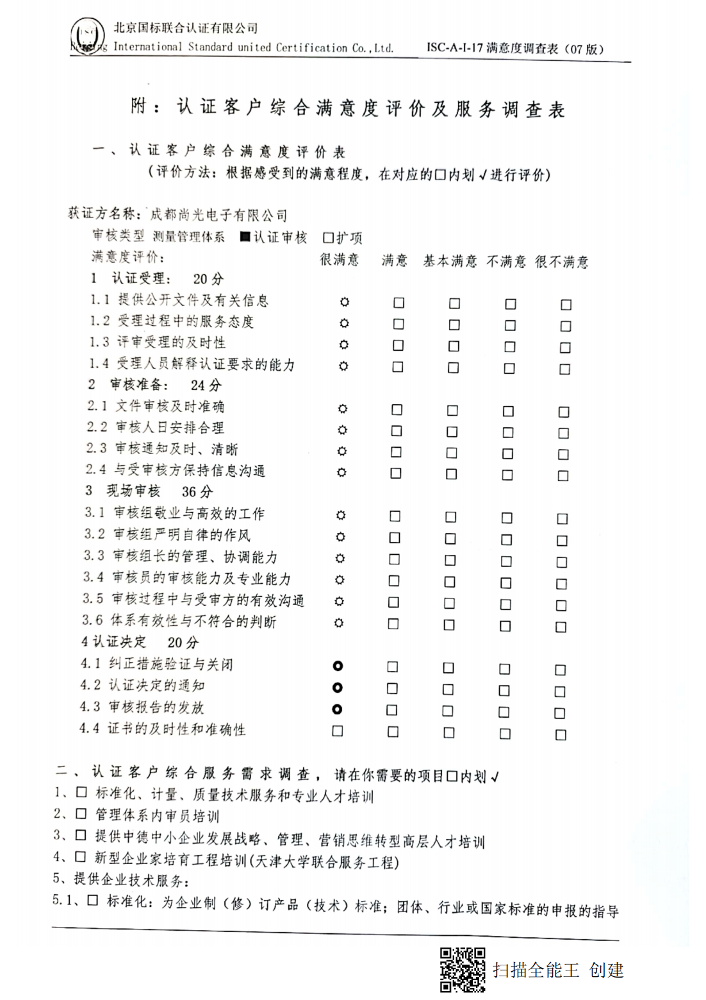 北京国标联合认证有限公司
Beijing International Standard united Certification Co.,Ltd. ISC-A-I-17 满意度调查表（07 版）
附：认证客户综合满意度评价及服务调查表
一、认证客户综合满意度评价表
(评价方法：根据感受到的满意程度，在对应的□内划√进行评价)
获证方名称：成都尚光电子有限公司
审核类型 测量管理体系 ■认证审核 □扩项
满意度评价： 很满意 满意 基本满意 不满意 很不满意
1 认证受理： 20 分
1.1 提供公开文件及有关信息 ☼ □ □ □ □
1.2 受理过程中的服务态度 ☼ □ □ □ □
1.3 评审受理的及时性 ☼ □ □ □ □
1.4 受理人员解释认证要求的能力 ☼ □ □ □ □
2 审核准备： 24 分
2.1 文件审核及时准确 ☼ □ □ □ □
2.2 审核人日安排合理 ☼ □ □ □ □
2.3 审核通知及时、清晰 ☼ □ □ □ □
2.4 与受审核方保持信息沟通 ☼ □ □ □ □
3 现场审核 36 分
3.1 审核组敬业与高效的工作 ☼ □ □ □ □
3.2 审核组严明自律的作风 ☼ □ □ □ □
3.3 审核组长的管理、协调能力 ☼ □ □ □ □
3.4 审核员的审核能力及专业能力 ☼ □ □ □ □
3.5 审核过程中与受审方的有效沟通 ☼ □ □ □ □
3.6 体系有效性与不符合的判断 ☼ □ □ □ □
4 认证决定 20 分
4.1 纠正措施验证与关闭 ⭘ □ □ □ □
4.2 认证决定的通知 ⭘ □ □ □ □
4.3 审核报告的发放 ⭘ □ □ □ □
4.4 证书的及时性和准确性 □ □ □ □ □
二、认证客户综合服务需求调查，请在你需要的项目□内划√
1、□ 标准化、计量、质量技术服务和专业人才培训
2、□ 管理体系内审员培训
3、□ 提供中德中小企业发展战略、管理、营销思维转型高层人才培训
4、□ 新型企业家培育工程培训(天津大学联合服务工程)
5、提供企业技术服务：
5.1、□ 标准化：为企业制（修）订产品（技术）标准；团体、行业或国家标准的申报的指导
扫描全能王 创建